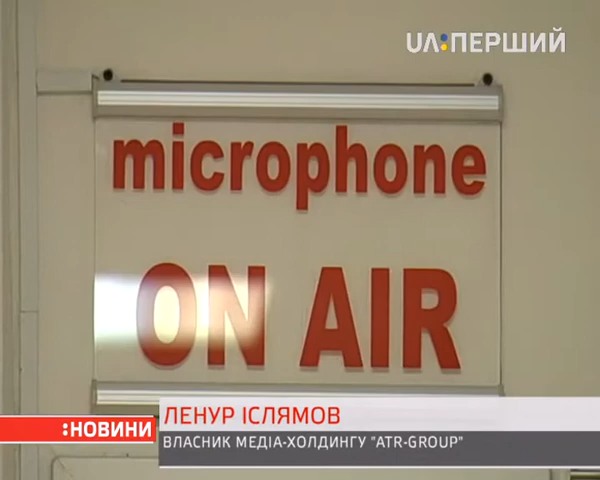 UA:ПЕРШИЙ
microphone
ON AIR
ЛЕНУР ІСЛЯМОВ
:НОВИНИ
ВЛАСНИК МЕДІА-ХОЛДИНГУ "ATR-GROUP"